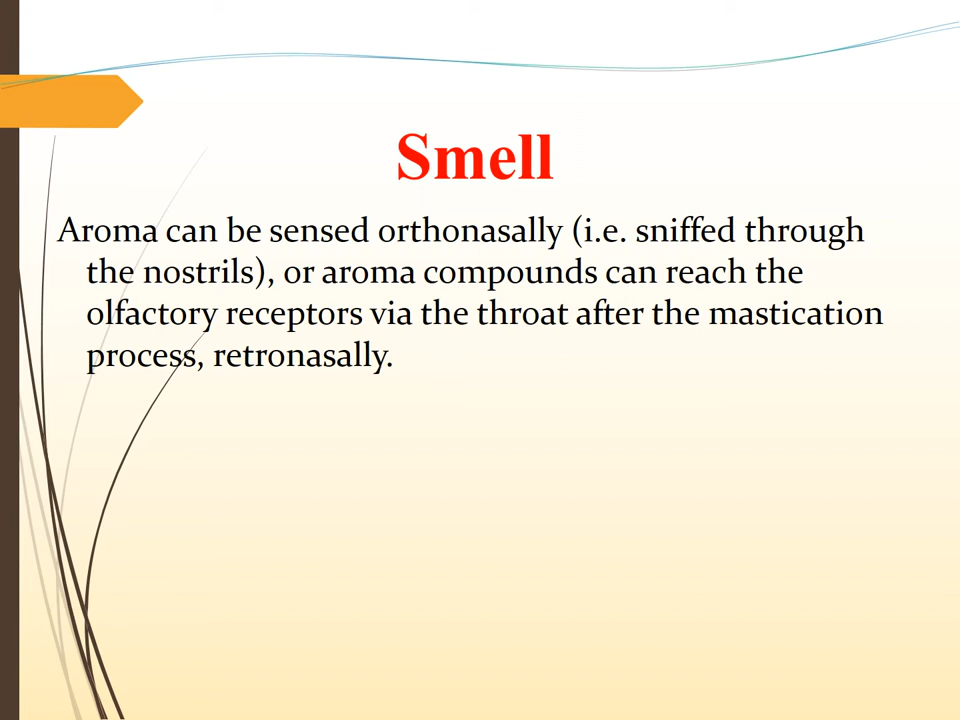 Smell
Aroma can be sensed orthonasally (i.e. sniffed through
the nostrils), or aroma compounds can reach the
olfactory receptors via the throat after the mastication
process, retronasally.